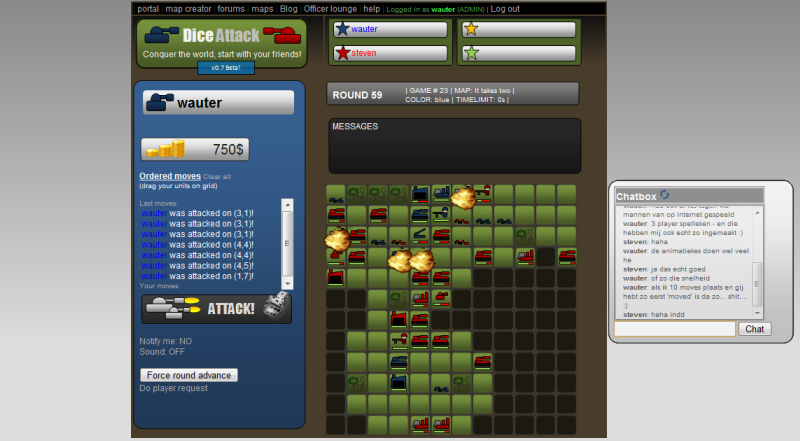 portal | map creator | forums | maps | Blog | Officer lounge | help | Logged in as wauter (ADMIN) | Log out
DiceAttack
Conquer the world, start with your friends!
v0.7 Beta!
wauter
steven
wauter
750$
Ordered moves Clear all
(drag your units on grid)
Last moves:
wauter was attacked on (3,1)!
wauter was attacked on (3,1)!
wauter was attacked on (3,1)!
wauter was attacked on (4,4)!
wauter was attacked on (4,4)!
wauter was attacked on (4,5)!
wauter was attacked on (1,7)!
Your moves:
ATTACK!
Notify me: NO
Sound: OFF
Force round advance
Do player request
ROUND 59
| GAME # 23 | MAP: It takes two |
COLOR: blue | TIMELIMIT: 0s |
MESSAGES
Chatbox
mannen van op internet gespeeld
wauter: 3 player spelleken - en die
hebben mij ook echt zo ingemaakt :)
steven: haha
wauter: de animatiekes doen wel veel
he
steven: ja das echt goed
wauter: of zo die snelheid
wauter: als ik 10 moves plaats en gij
hebt zo eerst 'moved' is da zo... shit...
:)
steven: haha indd
Chat